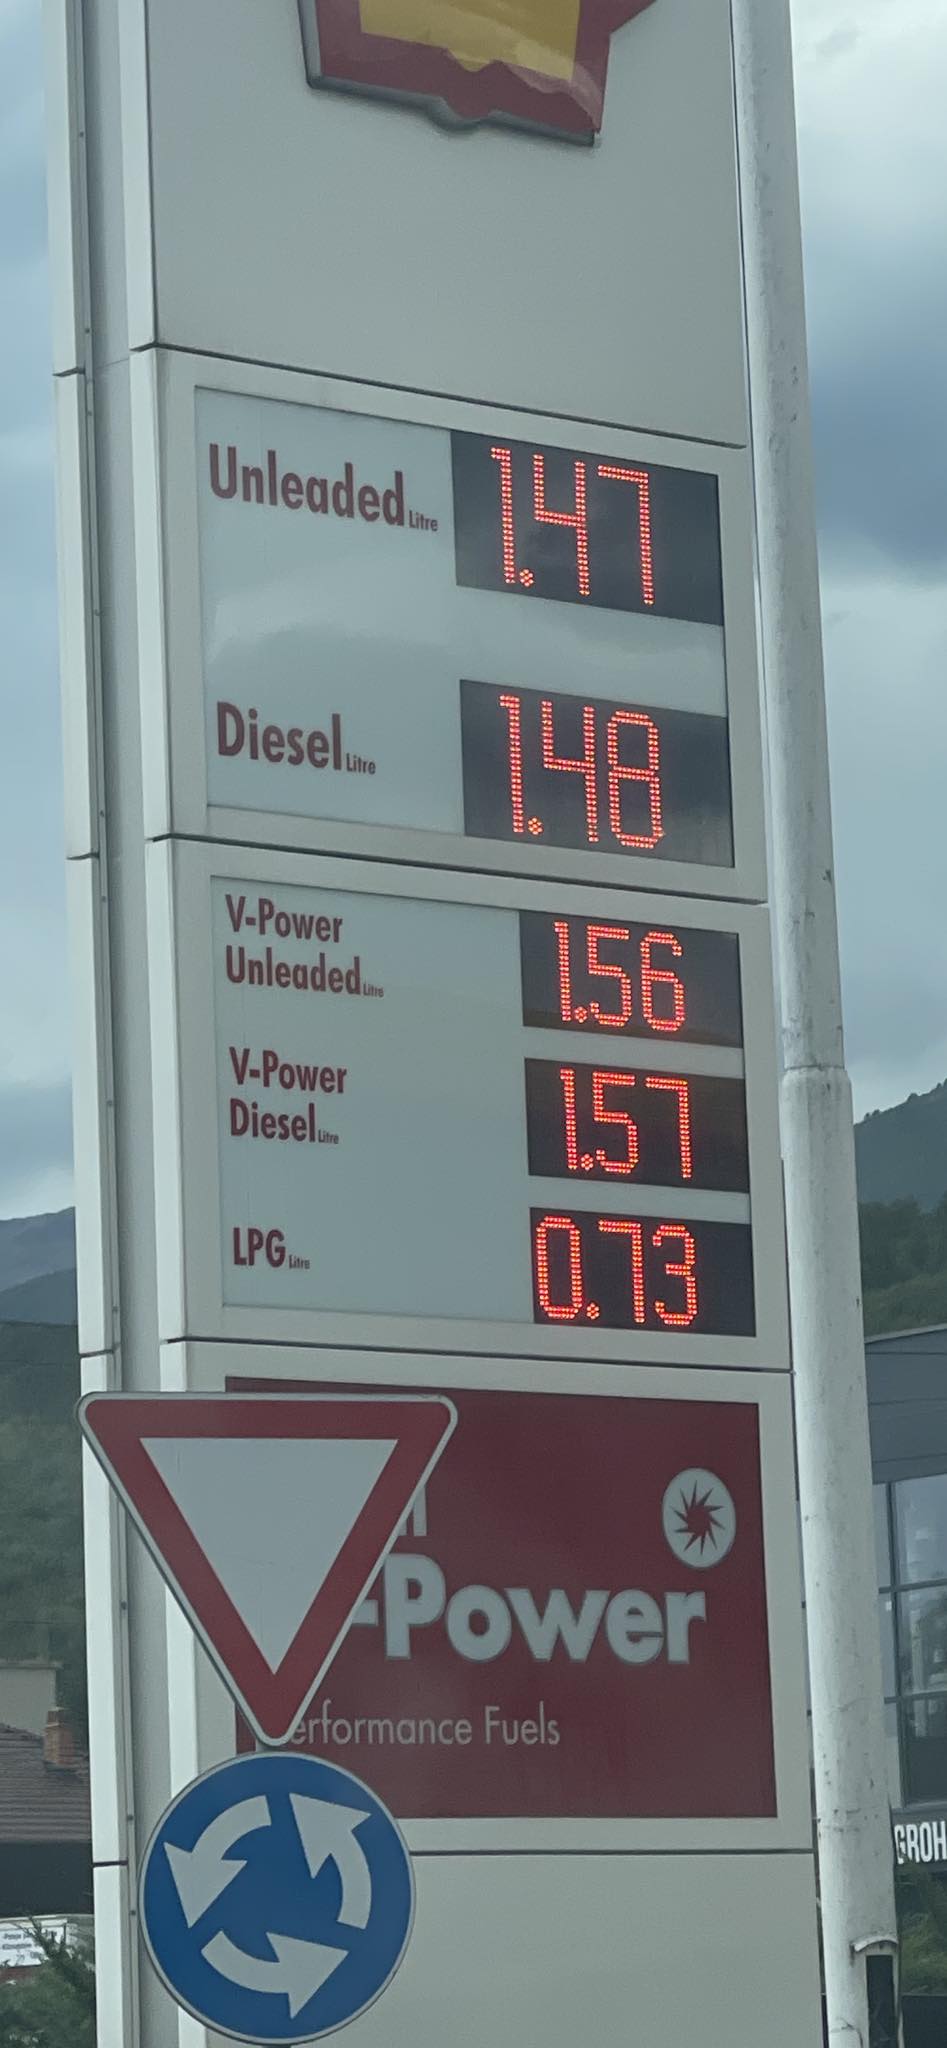 Unleaded Litre 1.47
Diesel Litre 1.48
V-Power
Unleaded Litre 1.56
V-Power
Diesel Litre 1.57
LPG Litre 0.73
-Power
erformance Fuels
GROH